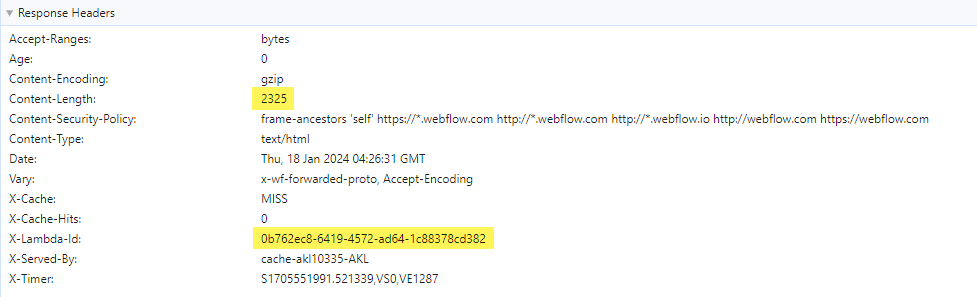 Response Headers
Accept-Ranges: bytes
Age: 0
Content-Encoding: gzip
Content-Length: 2325
Content-Security-Policy: frame-ancestors 'self' https://*.webflow.com http://*.webflow.com http://*.webflow.io http://webflow.com https://webflow.com
Content-Type: text/html
Date: Thu, 18 Jan 2024 04:26:31 GMT
Vary: x-wf-forwarded-proto, Accept-Encoding
X-Cache: MISS
X-Cache-Hits: 0
X-Lambda-Id: 0b762ec8-6419-4572-ad64-1c88378cd382
X-Served-By: cache-akl10335-AKL
X-Timer: S1705551991.521339,VS0,VE1287